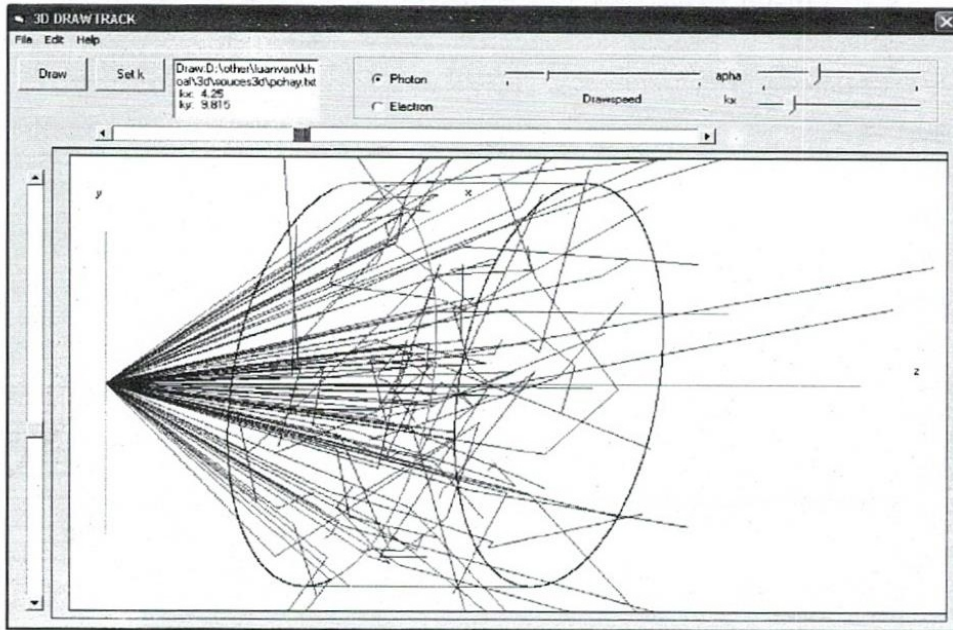 3D DRAWTRACK
File Edit Help
Draw
Set k
Draw:D:\other\luanvan\kh
oal\3d\souces3d\pohay.txt
kx: 4.25
ky: 9.815
Photon
Electron
Drawspeed
apha
kx
y
x
z